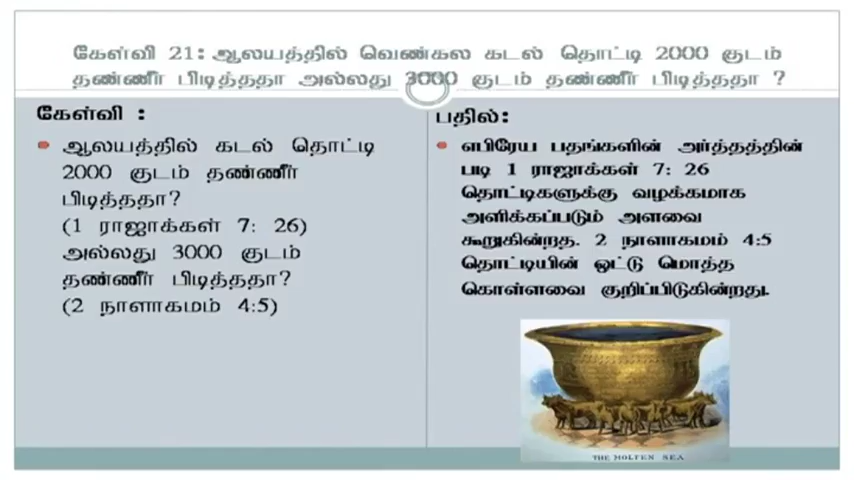 கேள்வி 21: ஆலயத்தில் வெண்கல கடல் தொட்டி 2000 குடம்
தண்ணீர் பிடித்ததா அல்லது 3000 குடம் தண்ணீர் பிடித்ததா ?
கேள்வி :
ஆலயத்தில் கடல் தொட்டி
2000 குடம் தண்ணீர்
பிடித்ததா?
(1 ராஜாக்கள் 7: 26)
அல்லது 3000 குடம்
தண்ணீர் பிடித்ததா?
(2 நாளாகமம் 4:5)
பதில்:
எபிரேய பதங்களின் அர்த்தத்தின்
படி 1 ராஜாக்கள் 7: 26
தொட்டிகளுக்கு வழக்கமாக
அளிக்கப்படும் அளவை
கூறுகின்றத. 2 நாளாகமம் 4:5
தொட்டியின் ஒட்டு மொத்த
கொள்ளவை குறிப்பிடுகின்றது.
THE MOLTEN SEA